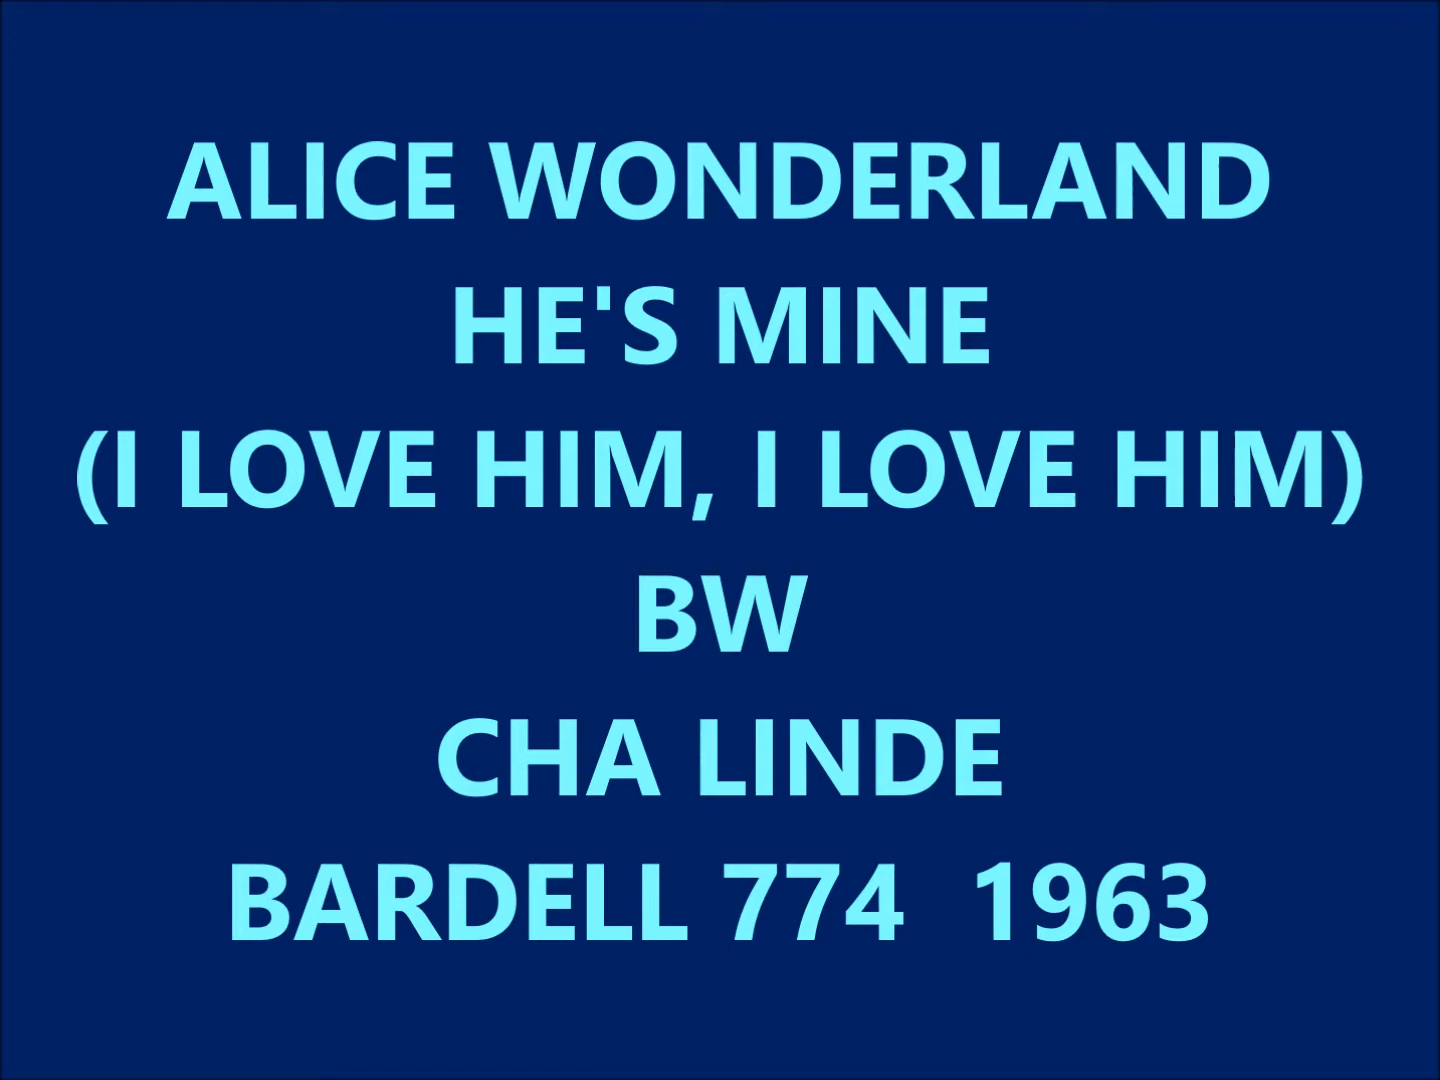 ALICE WONDERLAND
HE'S MINE
(I LOVE HIM, I LOVE HIM)
BW
CHA LINDE
BARDELL 774  1963